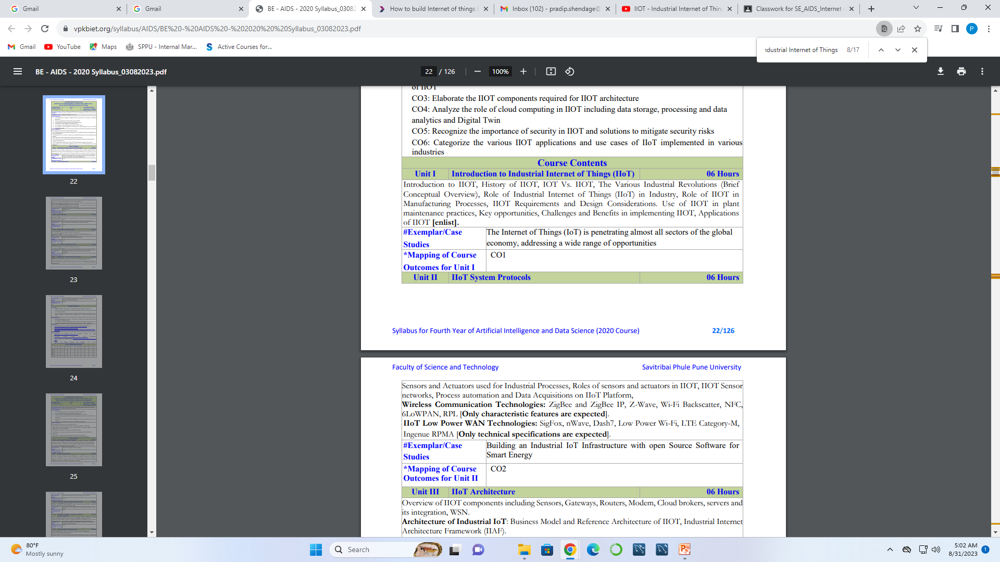 Gmail
Gmail
BE - AIDS - 2020 Syllabus_03082
How to build Internet of things
Inbox (102) - pradip.shendage@
IIOT - Industrial Internet of Thin
Classwork for SE_AIDS_Internet
vpkbiet.org/syllabus/AIDS/BE%20-%20AIDS%20-%202020%20%20Syllabus_03082023.pdf
P
Gmail
YouTube
Maps
SPPU - Internal Mar...
Active Courses for...
ndustrial Internet of Things 8/17
BE - AIDS - 2020 Syllabus_03082023.pdf
22 / 126
100%
22
23
24
25
of IIOT
CO3: Elaborate the IIOT components required for IIOT architecture
CO4: Analyze the role of cloud computing in IIOT including data storage, processing and data
analytics and Digital Twin
CO5: Recognize the importance of security in IIOT and solutions to mitigate security risks
CO6: Categorize the various IIOT applications and use cases of IIoT implemented in various
industries
Course Contents
Unit I Introduction to Industrial Internet of Things (IIoT) 06 Hours
Introduction to IIOT, History of IIOT, IOT Vs. IIOT, The Various Industrial Revolutions (Brief
Conceptual Overview), Role of Industrial Internet of Things (IIoT) in Industry, Role of IIOT in
Manufacturing Processes, IIOT Requirements and Design Considerations. Use of IIOT in plant
maintenance practices, Key opportunities, Challenges and Benefits in implementing IIOT, Applications
of IIOT [enlist].
#Exemplar/Case
Studies
The Internet of Things (IoT) is penetrating almost all sectors of the global
economy, addressing a wide range of opportunities
*Mapping of Course
Outcomes for Unit I
CO1
Unit II IIoT System Protocols 06 Hours
Syllabus for Fourth Year of Artificial Intelligence and Data Science (2020 Course) 22/126
Faculty of Science and Technology Savitribai Phule Pune University
Sensors and Actuators used for Industrial Processes, Roles of sensors and actuators in IIOT, IIOT Sensor
networks, Process automation and Data Acquisitions on IIoT Platform,
Wireless Communication Technologies: ZigBee and ZigBee IP, Z-Wave, Wi-Fi Backscatter, NFC,
6LoWPAN, RPL [Only characteristic features are expected].
IIoT Low Power WAN Technologies: SigFox, nWave, Dash7, Low Power Wi-Fi, LTE Category-M,
Ingenue RPMA [Only technical specifications are expected].
#Exemplar/Case
Studies
Building an Industrial IoT Infrastructure with open Source Software for
Smart Energy
*Mapping of Course
Outcomes for Unit II
CO2
Unit III IIoT Architecture 06 Hours
Overview of IIOT components including Sensors, Gateways, Routers, Modem, Cloud brokers, servers and
its integration, WSN.
Architecture of Industrial IoT: Business Model and Reference Architecture of IIOT, Industrial Internet
Architecture Framework (IIAF).
80°F
Mostly sunny
Search
5:02 AM
8/31/2023
1